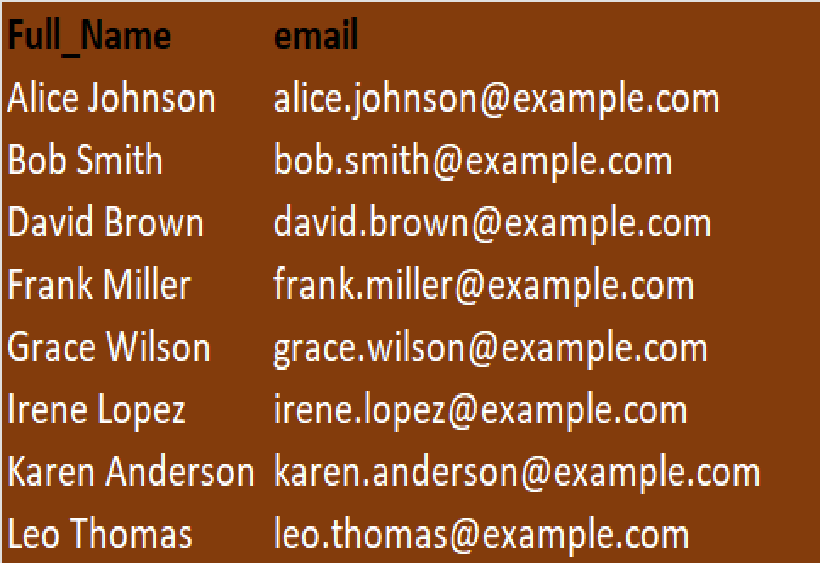 Full_Name email
Alice Johnson alice.johnson@example.com
Bob Smith bob.smith@example.com
David Brown david.brown@example.com
Frank Miller frank.miller@example.com
Grace Wilson grace.wilson@example.com
Irene Lopez irene.lopez@example.com
Karen Anderson karen.anderson@example.com
Leo Thomas leo.thomas@example.com